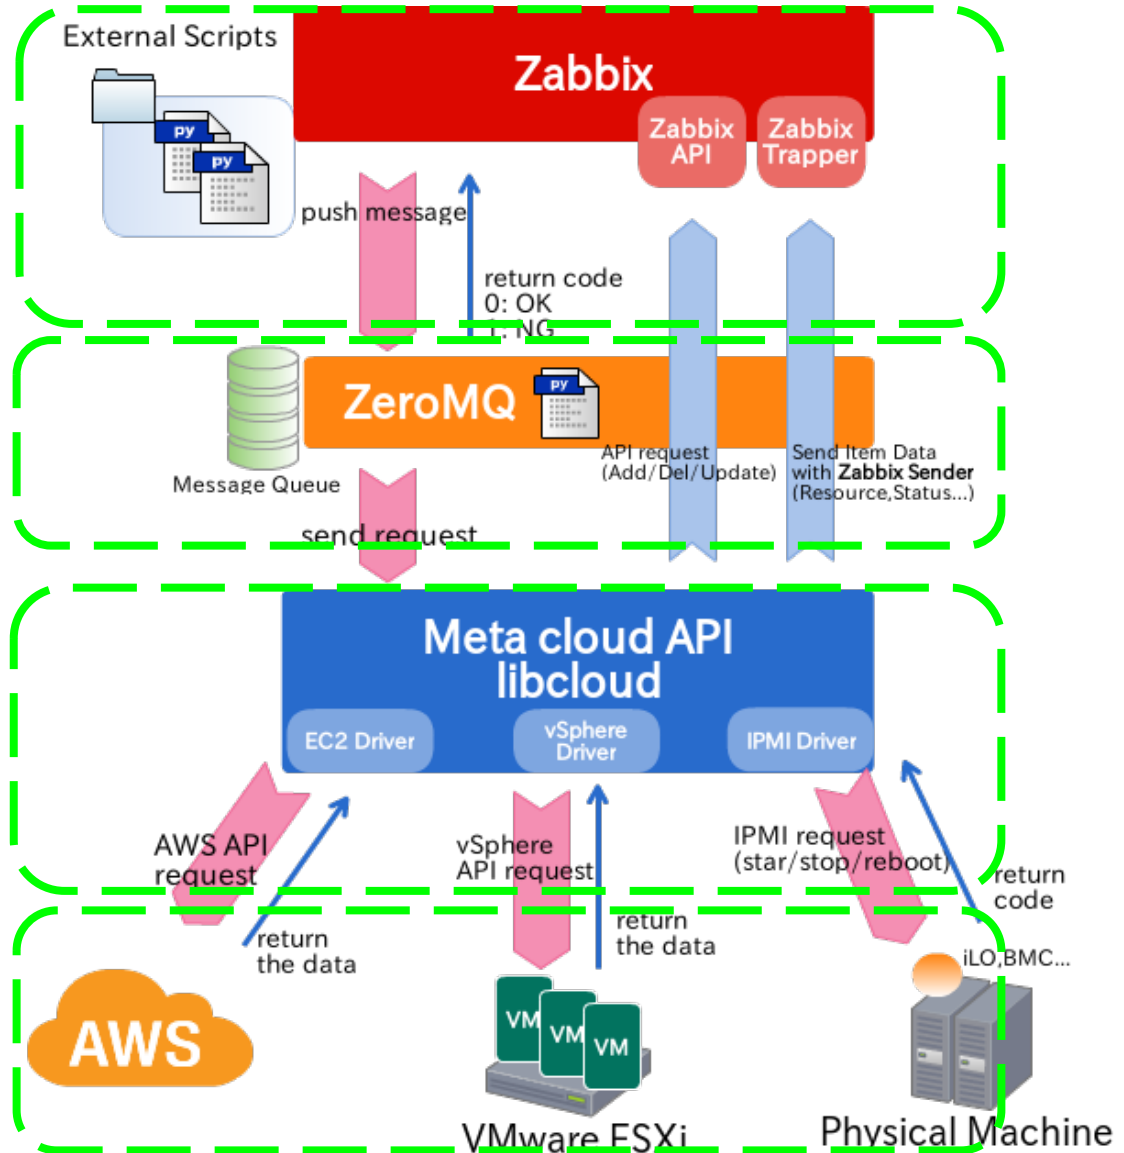 External Scripts
Zabbix
Zabbix
API
Zabbix
Trapper
py
py
push message
return code
0: OK
1: NG
ZeroMQ
py
Message Queue
API request
(Add/Del/Update)
Send Item Data
with Zabbix Sender
(Resource,Status...)
send request
Meta cloud API
libcloud
EC2 Driver
vSphere
Driver
IPMI Driver
AWS API
request
vSphere
API request
IPMI request
(star/stop/reboot)
return
code
return
the data
return
the data
iLO,BMC...
AWS
VM
VM
VM
VMware ESXi
Physical Machine